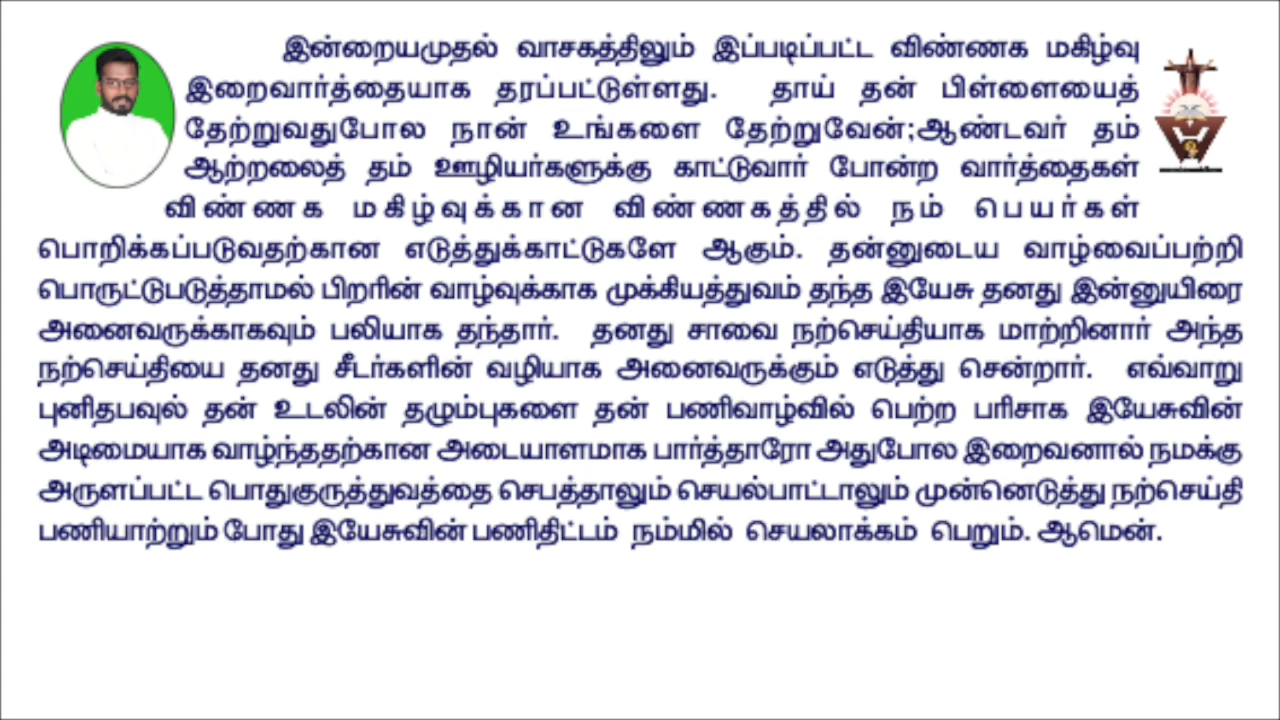 இன்றையமுதல் வாசகத்திலும் இப்படிப்பட்ட விண்ணக மகிழ்வு
இறைவார்த்தையாக தரப்பட்டுள்ளது. தாய் தன் பிள்ளையைத்
தேற்றுவதுபோல நான் உங்களை தேற்றுவேன்;ஆண்டவர் தம்
ஆற்றலைத் தம் ஊழியர்களுக்கு காட்டுவார் போன்ற வார்த்தைகள்
விண்ணக மகிழ்வுக்கான விண்ணகத்தில் நம் பெயர்கள்
பொறிக்கப்படுவதற்கான எடுத்துக்காட்டுகளே ஆகும். தன்னுடைய வாழ்வைப்பற்றி
பொருட்டுபடுத்தாமல் பிறரின் வாழ்வுக்காக முக்கியத்துவம் தந்த இயேசு தனது இன்னுயிரை
அனைவருக்காகவும் பலியாக தந்தார். தனது சாவை நற்செய்தியாக மாற்றினார் அந்த
நற்செய்தியை தனது சீடர்களின் வழியாக அனைவருக்கும் எடுத்து சென்றார். எவ்வாறு
புனிதபவுல் தன் உடலின் தழும்புகளை தன் பணிவாழ்வில் பெற்ற பரிசாக இயேசுவின்
அடிமையாக வாழ்ந்ததற்கான அடையாளமாக பார்த்தாரோ அதுபோல இறைவனால் நமக்கு
அருளப்பட்ட பொதுகுருத்துவத்தை செபத்தாலும் செயல்பாட்டாலும் முன்னெடுத்து நற்செய்தி
பணியாற்றும் போது இயேசுவின் பணிதிட்டம் நம்மில் செயலாக்கம் பெறும். ஆமென்.